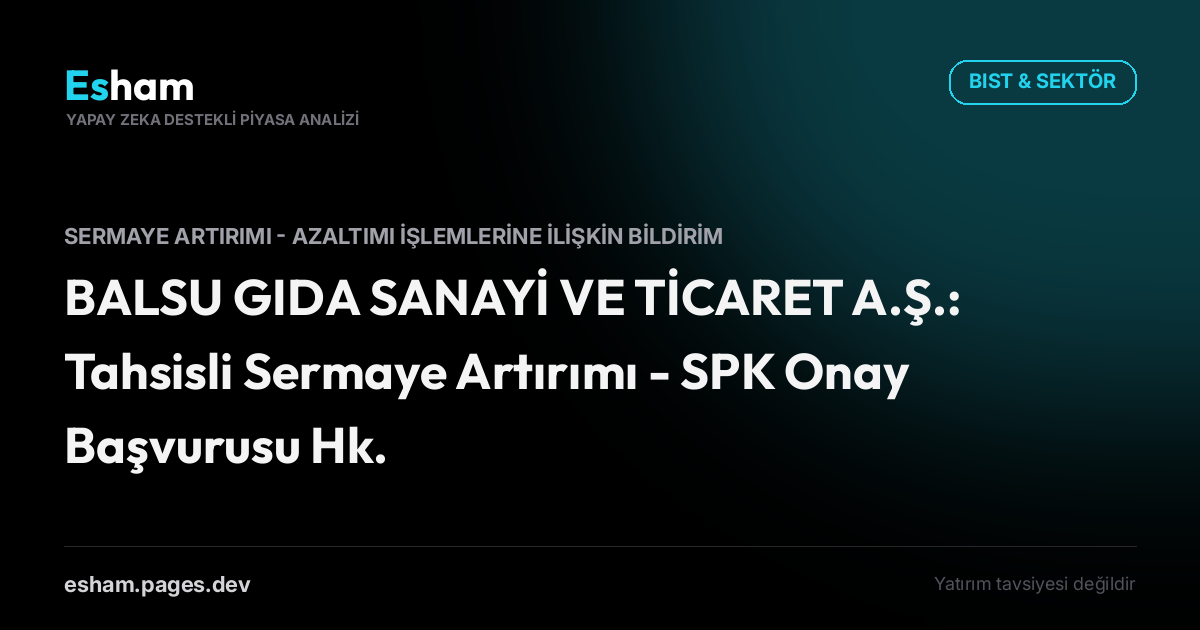 Esham
YAPAY ZEKA DESTEKLİ PİYASA ANALİZİ
BIST & SEKTÖR
SERMAYE ARTIRIMI - AZALTIMI İŞLEMLERİNE İLİŞKİN BİLDİRİM
BALSU GIDA SANAYİ VE TİCARET A.Ş.:
Tahsisli Sermaye Artırımı - SPK Onay
Başvurusu Hk.
esham.pages.dev
Yatırım tavsiyesi değildir